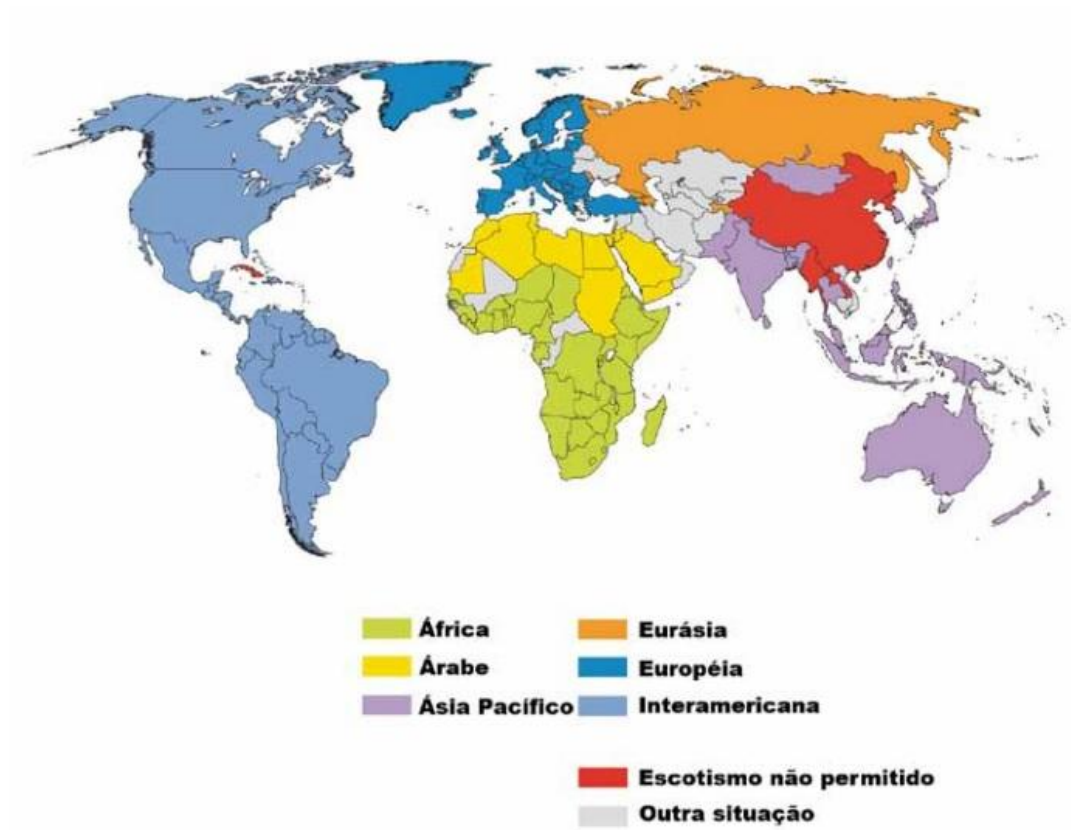 África
Árabe
Ásia Pacífico
Eurásia
Européia
Interamericana
Escotismo não permitido
Outra situação